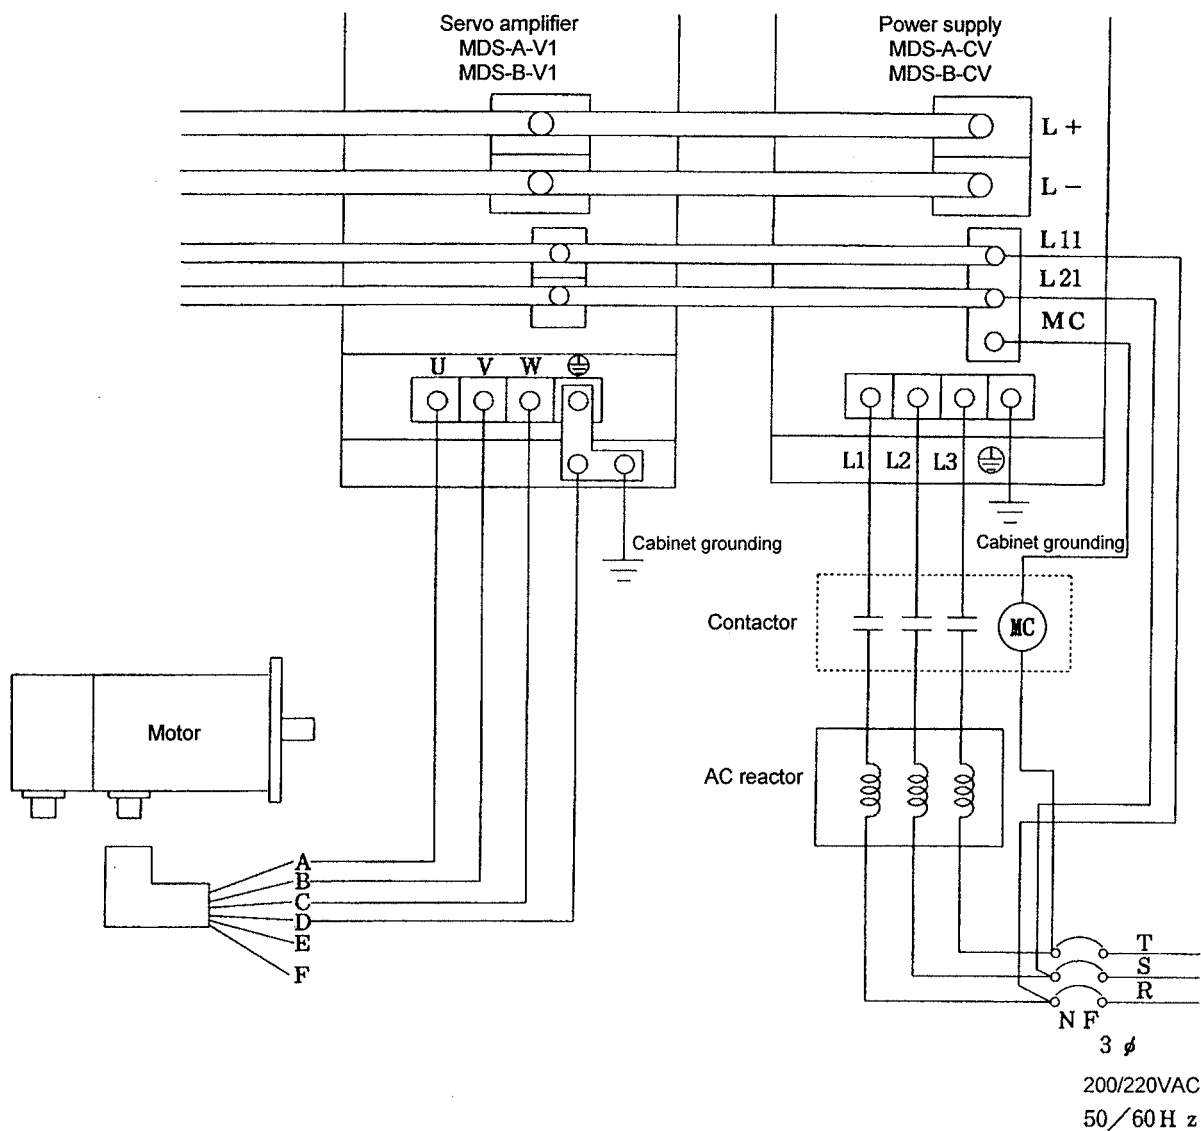 Servo amplifier
MDS-A-V1
MDS-B-V1
Power supply
MDS-A-CV
MDS-B-CV
L+
L−
L11
L21
MC
U V W
L1 L2 L3
Cabinet grounding
Cabinet grounding
Contactor
MC
Motor
AC reactor
A
B
C
D
E
F
T
S
R
NF
3 ϕ
200/220VAC
50/60Hz